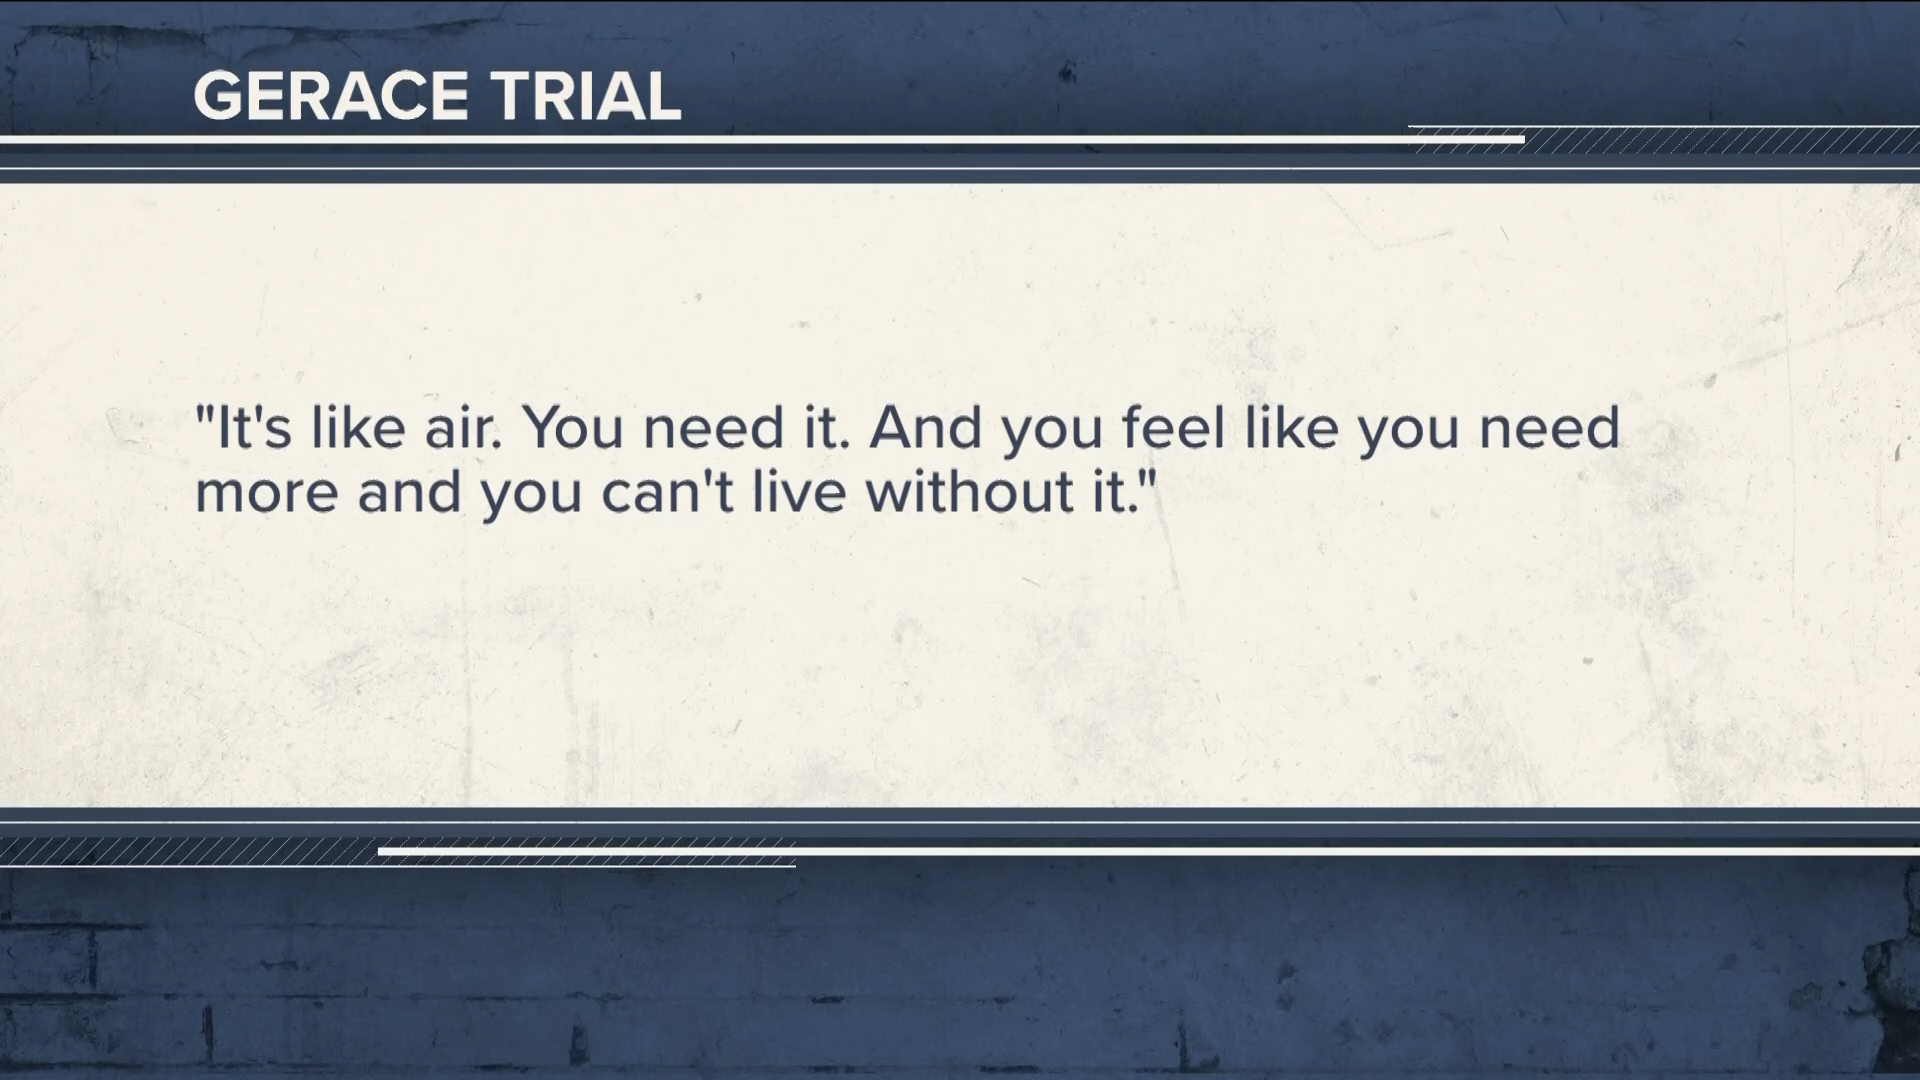 GERACE TRIAL
"It's like air. You need it. And you feel like you need
more and you can't live without it."